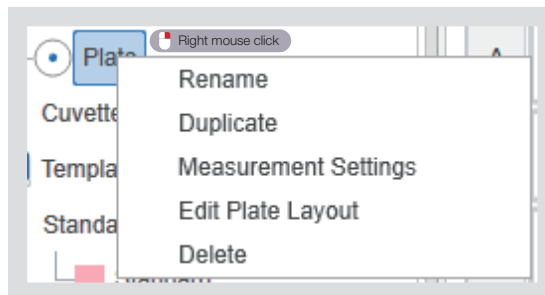 Plate
Right mouse click
A
Rename
Cuvette
Duplicate
Templa
Measurement Settings
Edit Plate Layout
Standa
Delete